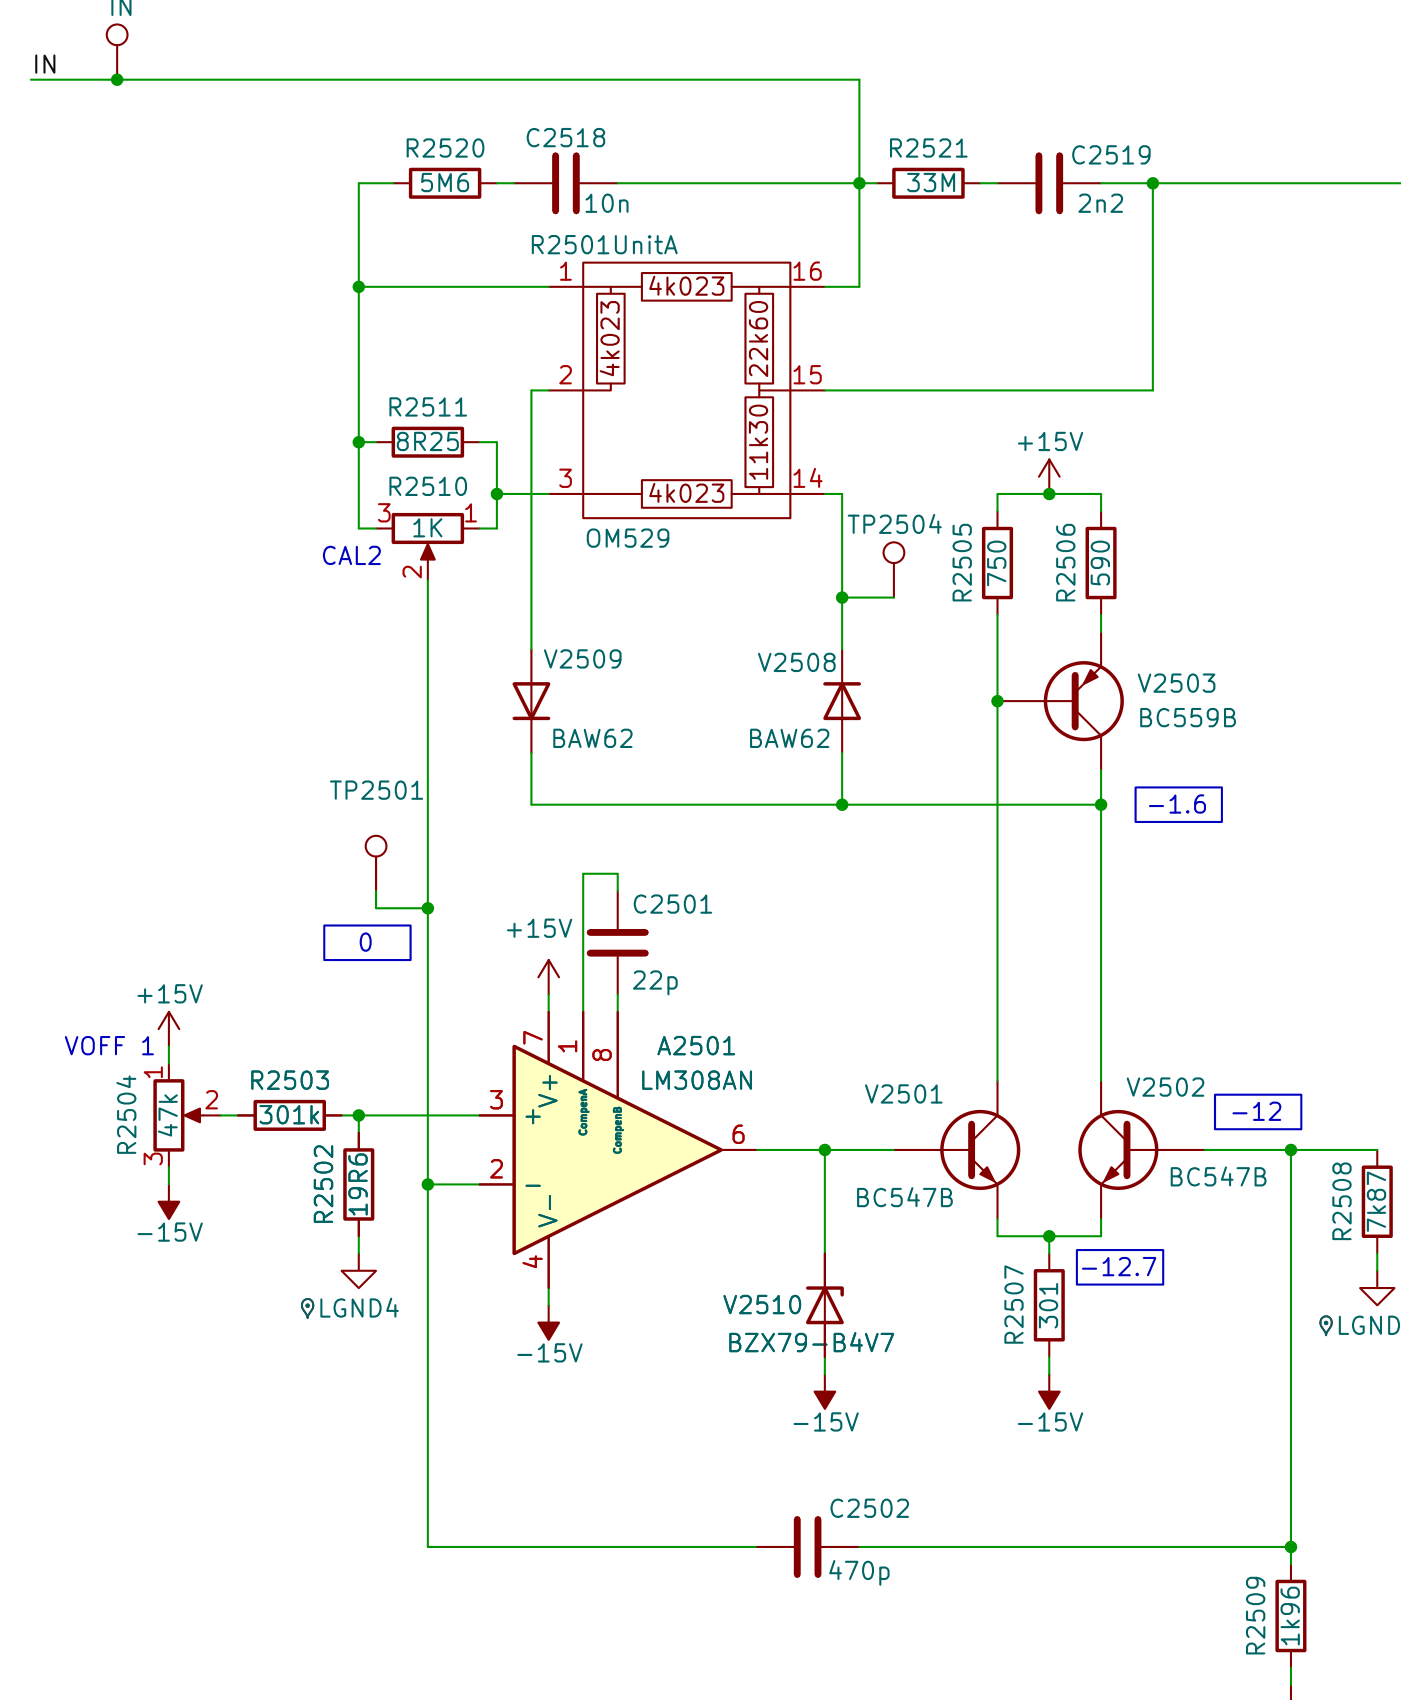 IN
IN
R2520
5M6
C2518
10n
R2521
33M
C2519
2n2
R2501UnitA
1
4k023
16
4k023
22k60
2
15
11k30
3
4k023
14
OM529
R2511
8R25
R2510
3
1K
1
2
CAL2
TP2504
+15V
R2505
750
R2506
590
V2509
BAW62
V2508
BAW62
V2503
BC559B
-1.6
TP2501
0
+15V
C2501
22p
+15V
VOFF 1
1
R2504
47k
2
3
-15V
R2503
301k
R2502
19R6
LGND4
7
1
8
A2501
LM308AN
3
+
V+
CompenA
CompenB
2
-
V-
4
6
-15V
V2501
BC547B
V2502
BC547B
-12
R2508
7k87
LGND
-12.7
R2507
301
V2510
BZX79-B4V7
-15V
-15V
C2502
470p
R2509
1k96